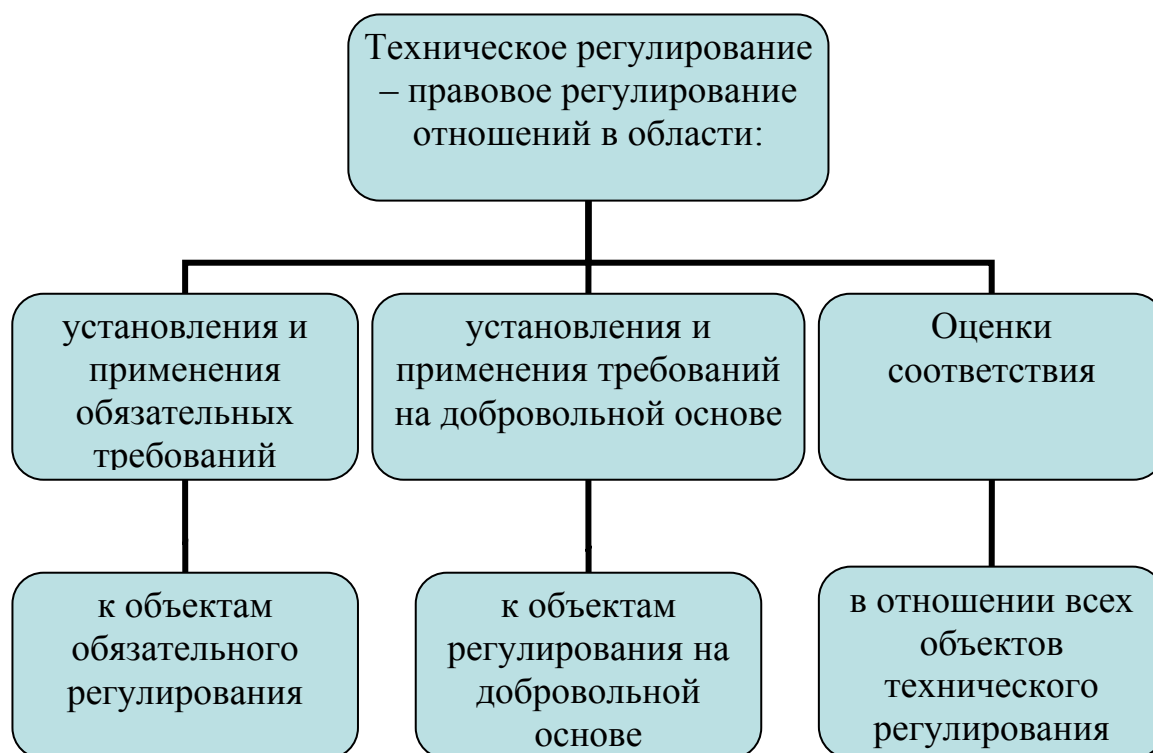 Техническое регулирование
– правовое регулирование
отношений в области:
установления и
применения
обязательных
требований
установления и
применения требований
на добровольной основе
Оценки
соответствия
к объектам
обязательного
регулирования
к объектам
регулирования на
добровольной
основе
в отношении всех
объектов
технического
регулирования